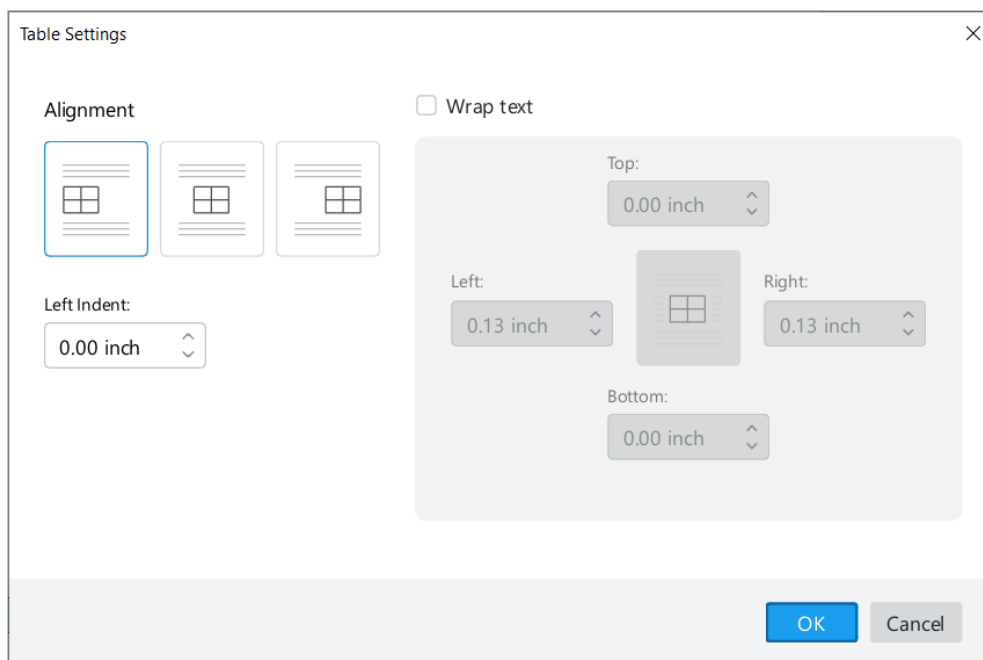 Table Settings
Alignment
Left Indent:
0.00 inch
Wrap text
Top:
0.00 inch
Left:
0.13 inch
Right:
0.13 inch
Bottom:
0.00 inch
OK
Cancel